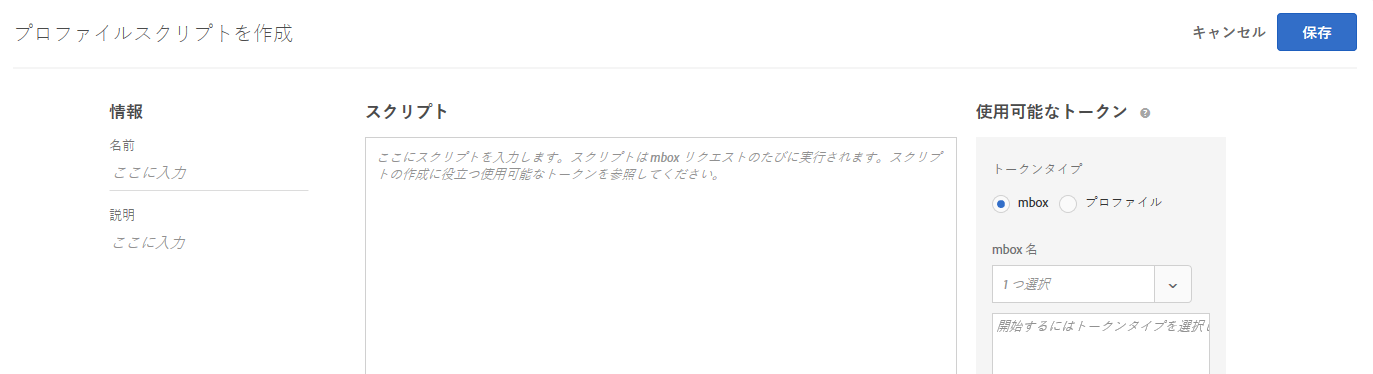 プロファイルスクリプトを作成
キャンセル
保存
情報
名前
ここに入力
説明
ここに入力
スクリプト
ここにスクリプトを入力します。スクリプトは mbox リクエストのたびに実行されます。スクリプ
トの作成に役立つ使用可能なトークンを参照してください。
使用可能なトークン ?
トークンタイプ
mbox プロファイル
mbox 名
1 つ選択
開始するにはトークンタイプを選択し